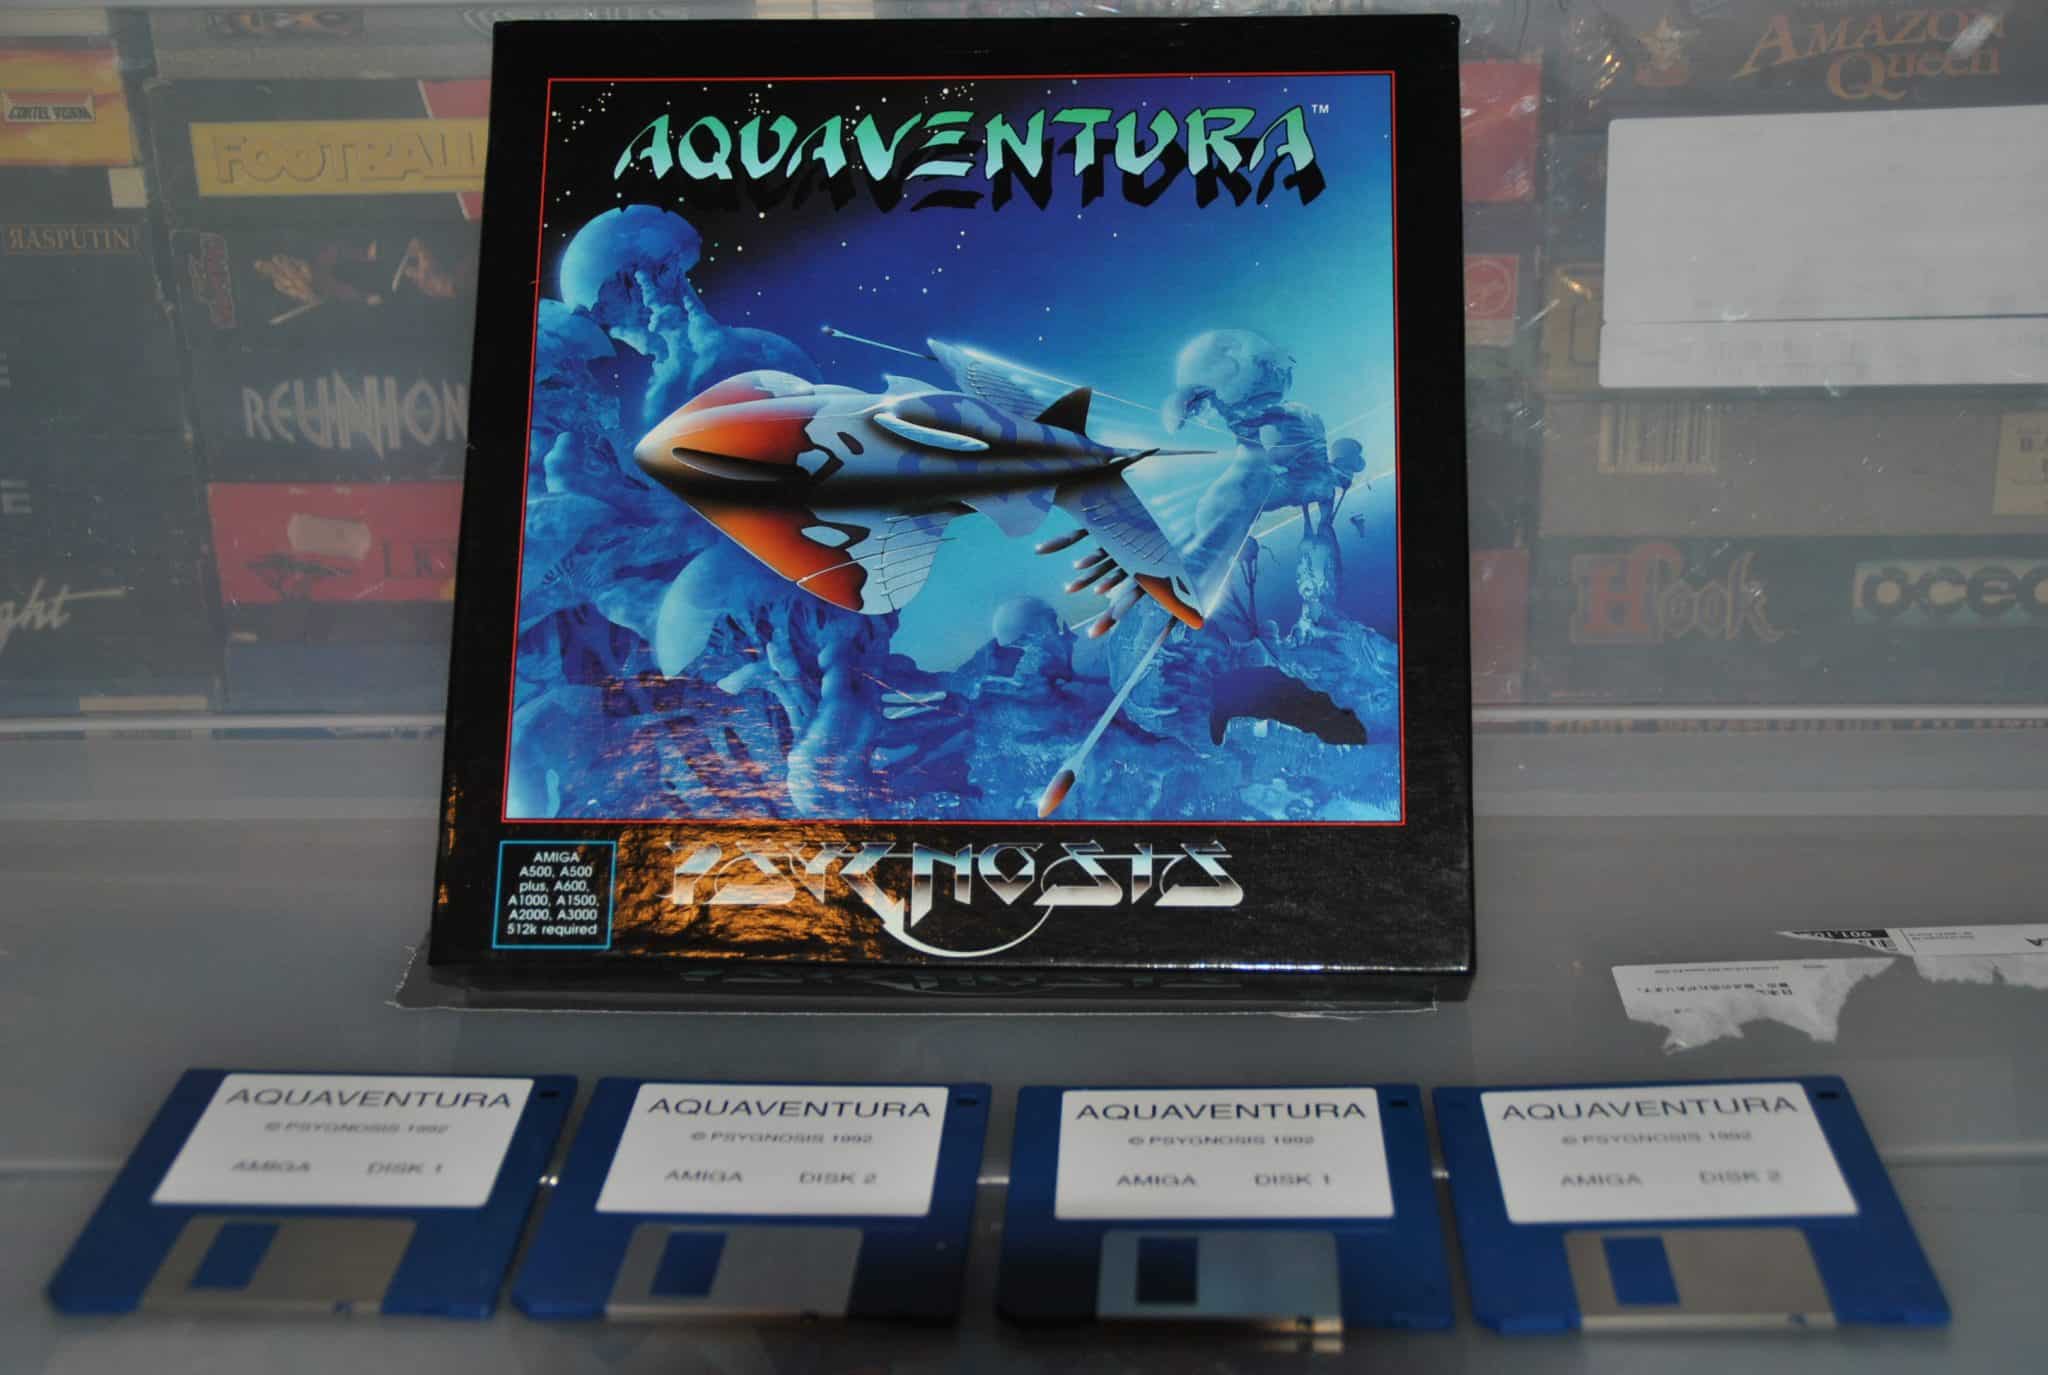 AMAZON
Queen
CORTEL VISION
FOOTBALL
RASPUTIN
REUNION
Hook
AQUAVENTURA™
PSYGNOSIS
AMIGA
A500, A500
plus, A600,
A1000, A1500,
A2000, A3000
512k required
AQUAVENTURA
© PSYGNOSIS 1992
AMIGA DISK 1
AQUAVENTURA
© PSYGNOSIS 1992
AMIGA DISK 2
AQUAVENTURA
© PSYGNOSIS 1992
AMIGA DISK 1
AQUAVENTURA
© PSYGNOSIS 1992
AMIGA DISK 2